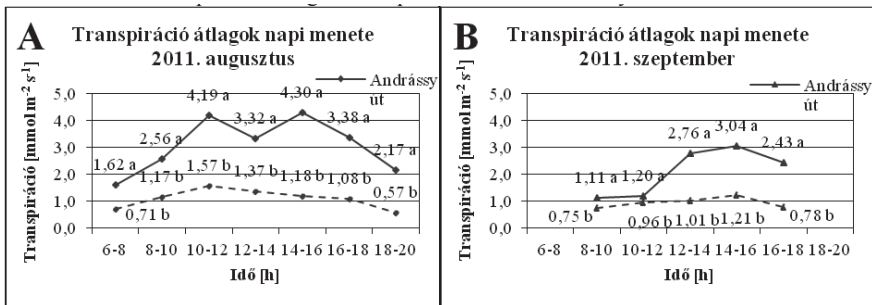 A
Transpiráció átlagok napi menete
2011. augusztus
Andrássy
út
Transpiráció [mmol m⁻² s⁻¹]
5,0
4,0
3,0
2,0
1,0
0,0
1,62 a
2,56 a
4,19 a
3,32 a
4,30 a
3,38 a
2,17 a
0,71 b
1,17 b
1,57 b
1,37 b
1,18 b
1,08 b
0,57 b
6-8 8-10 10-12 12-14 14-16 16-18 18-20
Idő [h]
B
Transpiráció átlagok napi menete
2011. szeptember
Andrássy
út
Transpiráció [mmol m⁻² s⁻¹]
5,0
4,0
3,0
2,0
1,0
0,0
1,11 a
1,20 a
2,76 a
3,04 a
2,43 a
0,75 b
0,96 b
1,01 b
1,21 b
0,78 b
6-8 8-10 10-12 12-14 14-16 16-18 18-20
Idő [h]